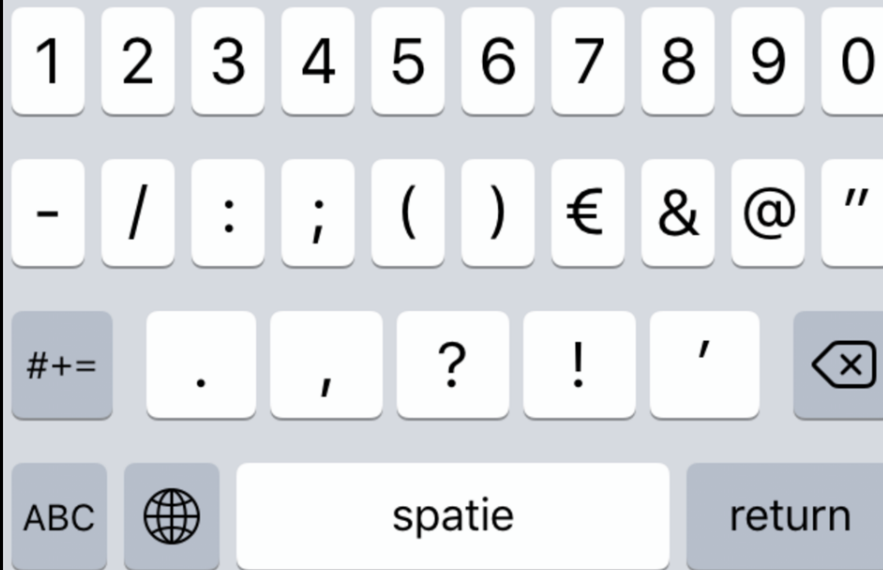 1 2 3 4 5 6 7 8 9 0
- / : ; ( ) € & @ "
#+= . , ? ! '
ABC spatie return